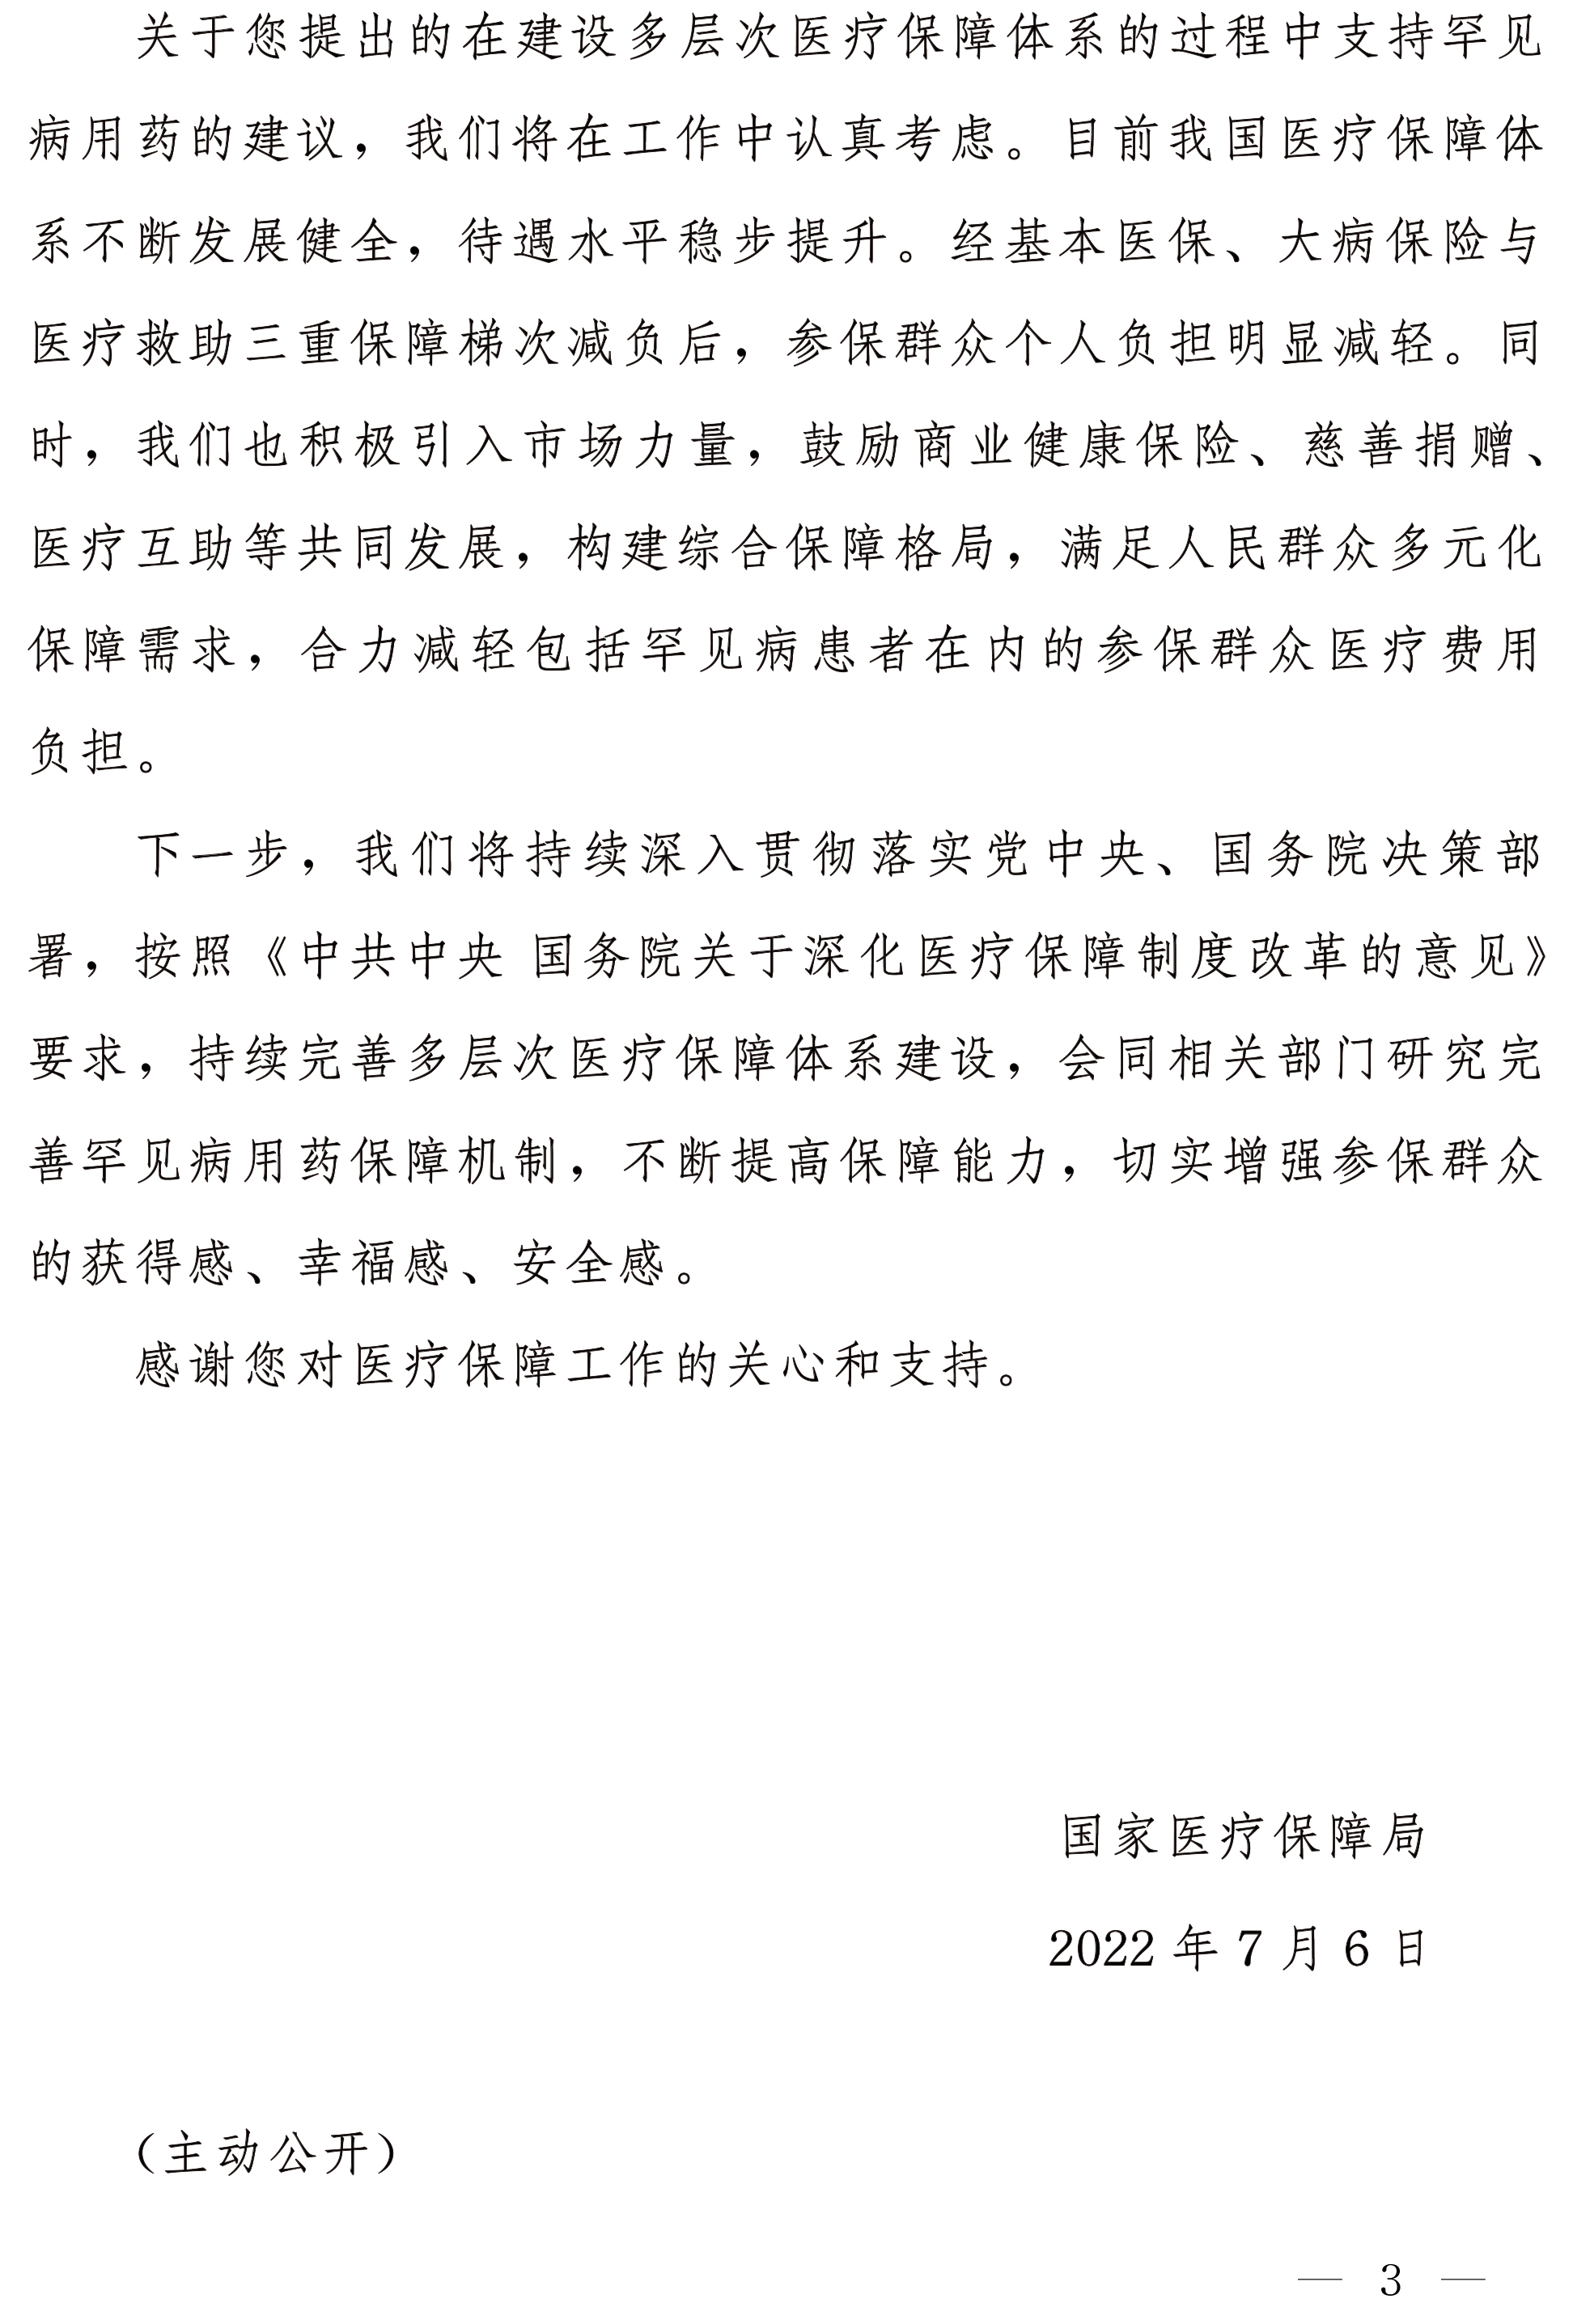 关于您提出的在建设多层次医疗保障体系的过程中支持罕见
病用药的建议，我们将在工作中认真考虑。目前我国医疗保障体
系不断发展健全，待遇水平稳步提升。经基本医保、大病保险与
医疗救助三重保障梯次减负后，参保群众个人负担明显减轻。同
时，我们也积极引入市场力量，鼓励商业健康保险、慈善捐赠、
医疗互助等共同发展，构建综合保障格局，满足人民群众多元化
保障需求，合力减轻包括罕见病患者在内的参保群众医疗费用
负担。
下一步，我们将持续深入贯彻落实党中央、国务院决策部
署，按照《中共中央 国务院关于深化医疗保障制度改革的意见》
要求，持续完善多层次医疗保障体系建设，会同相关部门研究完
善罕见病用药保障机制，不断提高保障能力，切实增强参保群众
的获得感、幸福感、安全感。
感谢您对医疗保障工作的关心和支持。
国家医疗保障局
2022 年 7 月 6 日
（主动公开）
— 3 —